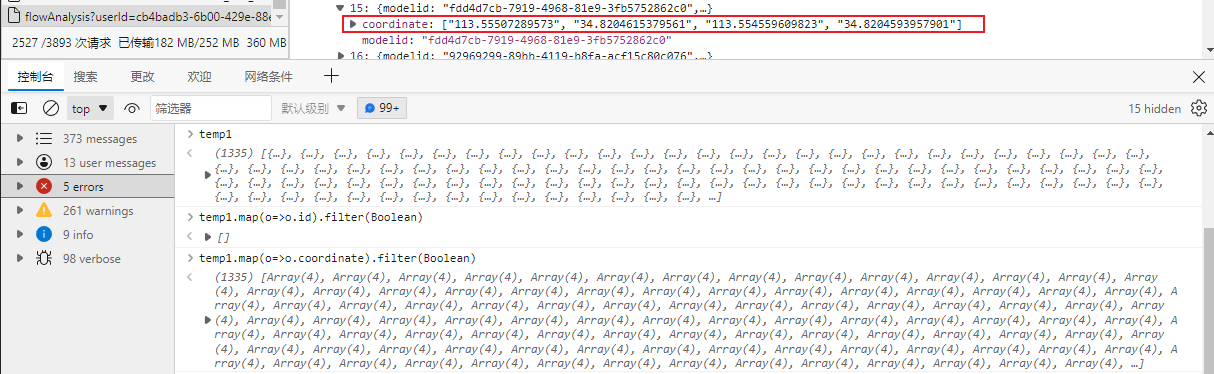 flowAnalysis?userId=cb4badb3-6b00-429e-88e
2527 /3893 次请求 已传输182 MB/252 MB 360 MB
15: {modelid: "fdd4d7cb-7919-4968-81e9-3fb5752862c0",…}
coordinate: ["113.55507289573", "34.8204615379561", "113.554559609823", "34.8204593957901"]
modelid: "fdd4d7cb-7919-4968-81e9-3fb5752862c0"
16: {modelid: "92969299-89bb-4119-b8fa-acf15c80c076",…}
控制台 搜索 更改 欢迎 网络条件
top 筛选器 默认级别 99+ 15 hidden
373 messages
13 user messages
5 errors
261 warnings
9 info
98 verbose
temp1
(1335) [{…}, {…}, {…}, {…}, {…}, {…}, {…}, {…}, {…}, {…}, {…}, {…}, {…}, {…}, {…}, {…}, {…}, {…}, {…}, {…}, {…}, {…}, {…}, {…}, {…}, {…}, {…},
{…}, {…}, {…}, {…}, {…}, {…}, {…}, {…}, {…}, {…}, {…}, {…}, {…}, {…}, {…}, {…}, {…}, {…}, {…}, {…}, {…}, {…}, {…}, {…}, {…}, {…}, {…}, {…}, {…},
{…}, {…}, {…}, {…}, {…}, {…}, {…}, {…}, {…}, {…}, {…}, {…}, {…}, {…}, {…}, {…}, {…}, {…}, {…}, {…}, {…}, {…}, {…}, {…}, {…}, {…}, {…}, {…}, {…},
{…}, {…}, {…}, {…}, {…}, {…}, {…}, {…}, {…}, {…}, {…}, {…}, {…}, {…}, {…}, …]
temp1.map(o=>o.id).filter(Boolean)
[]
temp1.map(o=>o.coordinate).filter(Boolean)
(1335) [Array(4), Array(4), Array(4), Array(4), Array(4), Array(4), Array(4), Array(4), Array(4), Array(4), Array(4), Array(4), Array(4), Array(4),
Array(4), Array(4), Array(4), Array(4), Array(4), Array(4), Array(4), Array(4), Array(4), Array(4), Array(4), Array(4), Array(4), Array(4), A
rray(4), Array(4), Array(4), Array(4), Array(4), Array(4), Array(4), Array(4), Array(4), Array(4), Array(4), Array(4), Array(4), Array(4), Array
(4), Array(4), Array(4), Array(4), Array(4), Array(4), Array(4), Array(4), Array(4), Array(4), Array(4), Array(4), Array(4), Array(4), Array(4),
Array(4), Array(4), Array(4), Array(4), Array(4), Array(4), Array(4), Array(4), Array(4), Array(4), Array(4), Array(4), Array(4), Array(4), A
rray(4), Array(4), Array(4), Array(4), Array(4), Array(4), Array(4), Array(4), Array(4), Array(4), Array(4), Array(4), Array(4), Array(4), Array
(4), Array(4), Array(4), Array(4), Array(4), Array(4), Array(4), Array(4), Array(4), Array(4), Array(4), Array(4), Array(4), Array(4), …]